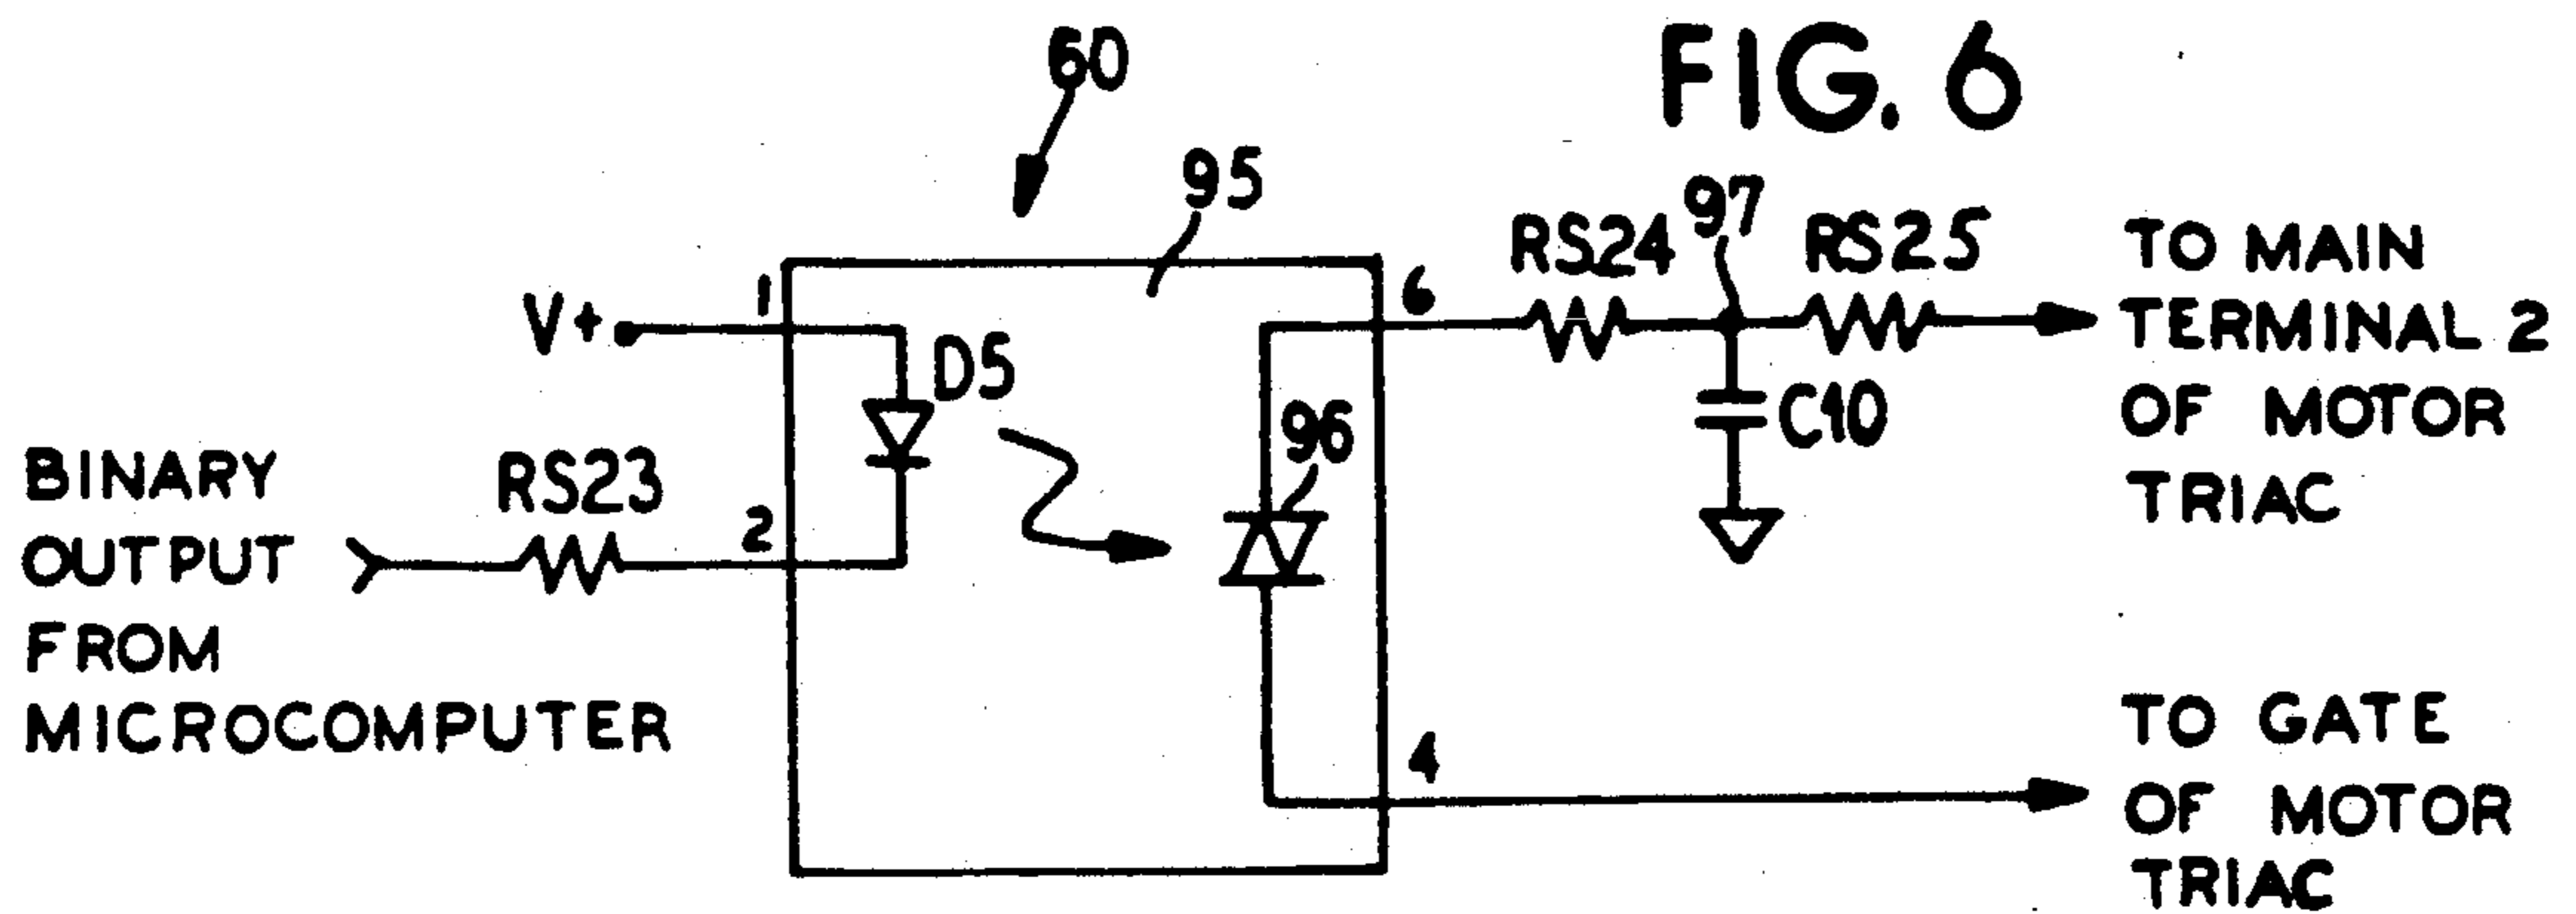 FIG. 6
60
95
97
RS24
RS25
TO MAIN
TERMINAL 2
OF MOTOR
TRIAC
V+
1
6
D5
C10
96
BINARY
OUTPUT
FROM
MICROCOMPUTER
RS23
2
4
TO GATE
OF MOTOR
TRIAC